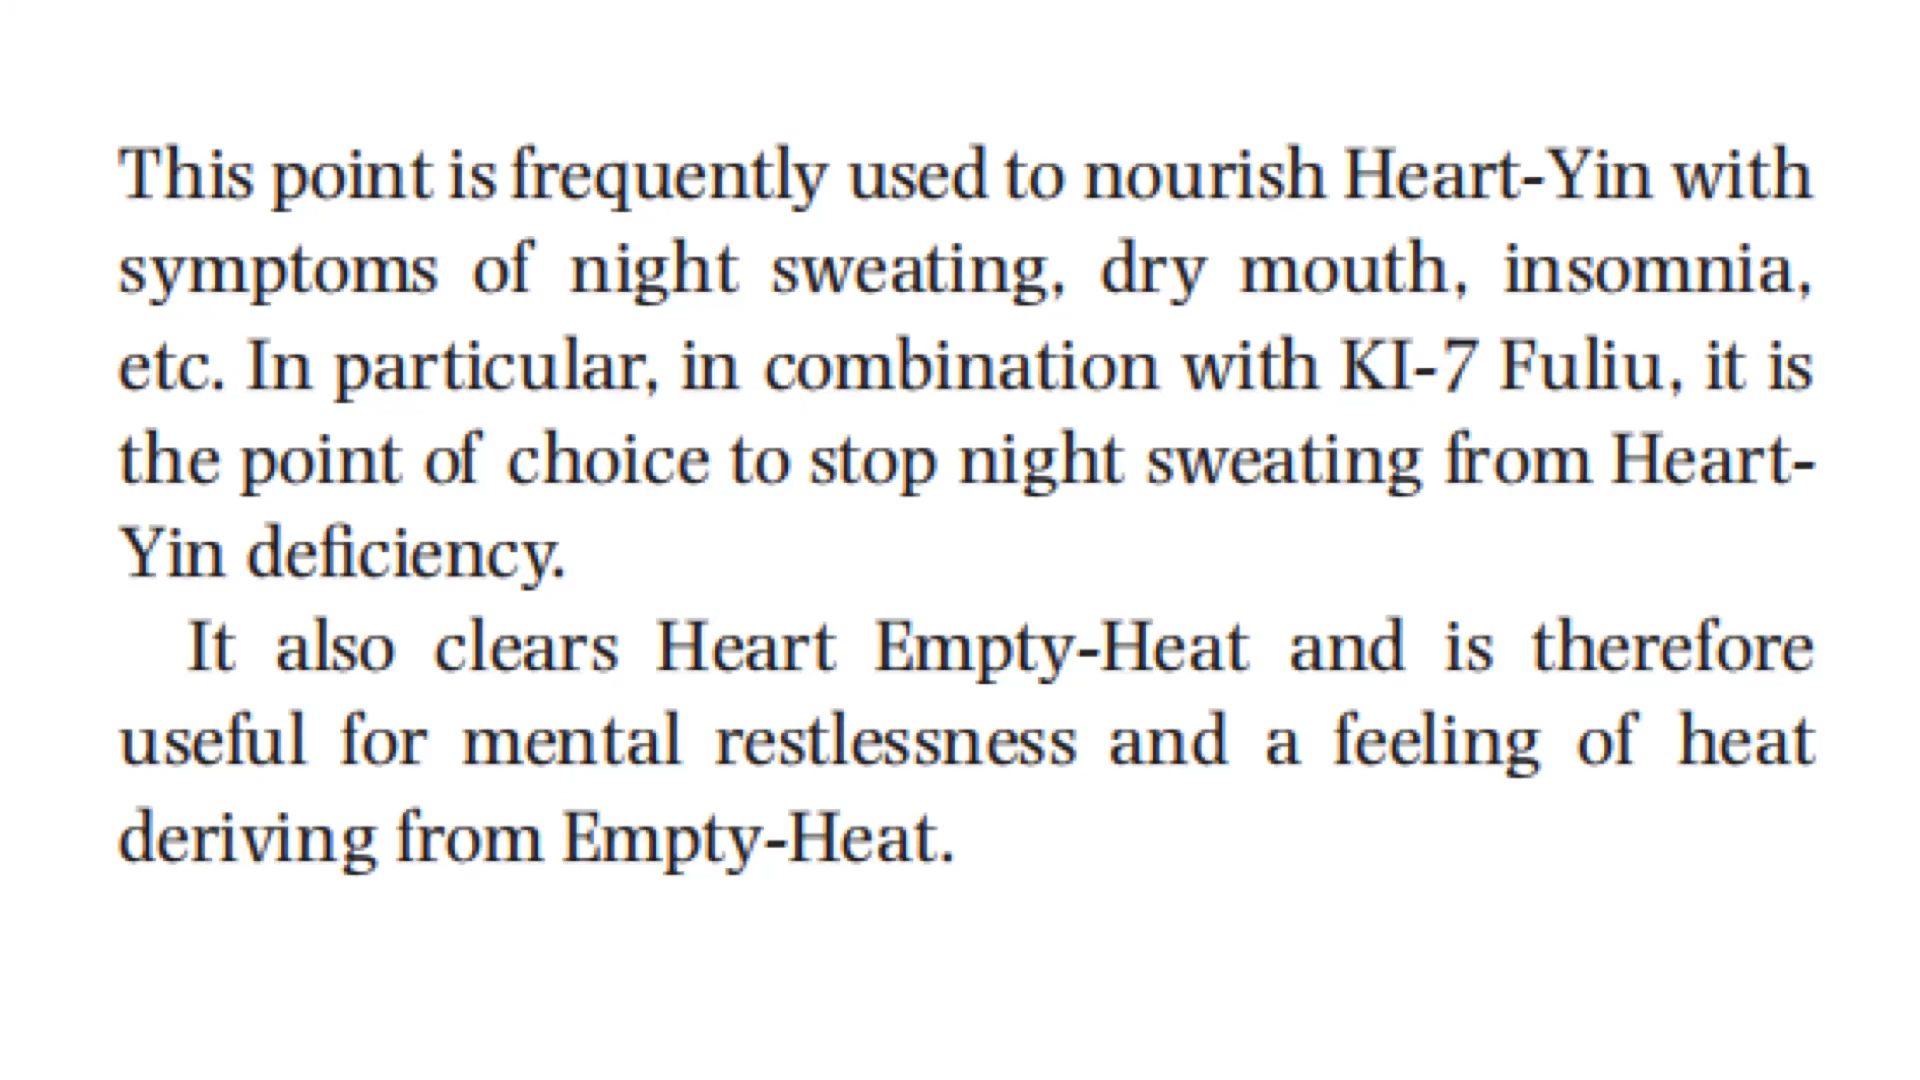 This point is frequently used to nourish Heart-Yin with
symptoms of night sweating, dry mouth, insomnia,
etc. In particular, in combination with KI-7 Fuliu, it is
the point of choice to stop night sweating from Heart-
Yin deficiency.
It also clears Heart Empty-Heat and is therefore
useful for mental restlessness and a feeling of heat
deriving from Empty-Heat.